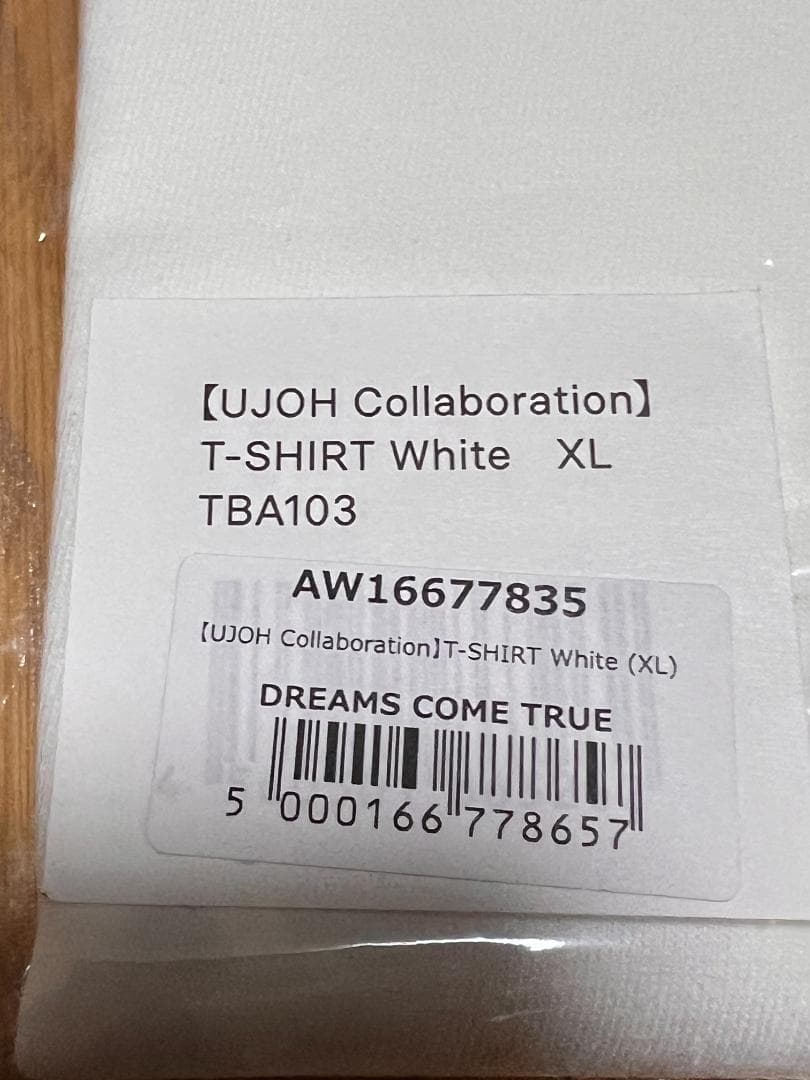 【UJOH Collaboration】
T-SHIRT White　XL
TBA103
AW16677835
【UJOH Collaboration】T-SHIRT White (XL)
DREAMS COME TRUE
5 000166 778657